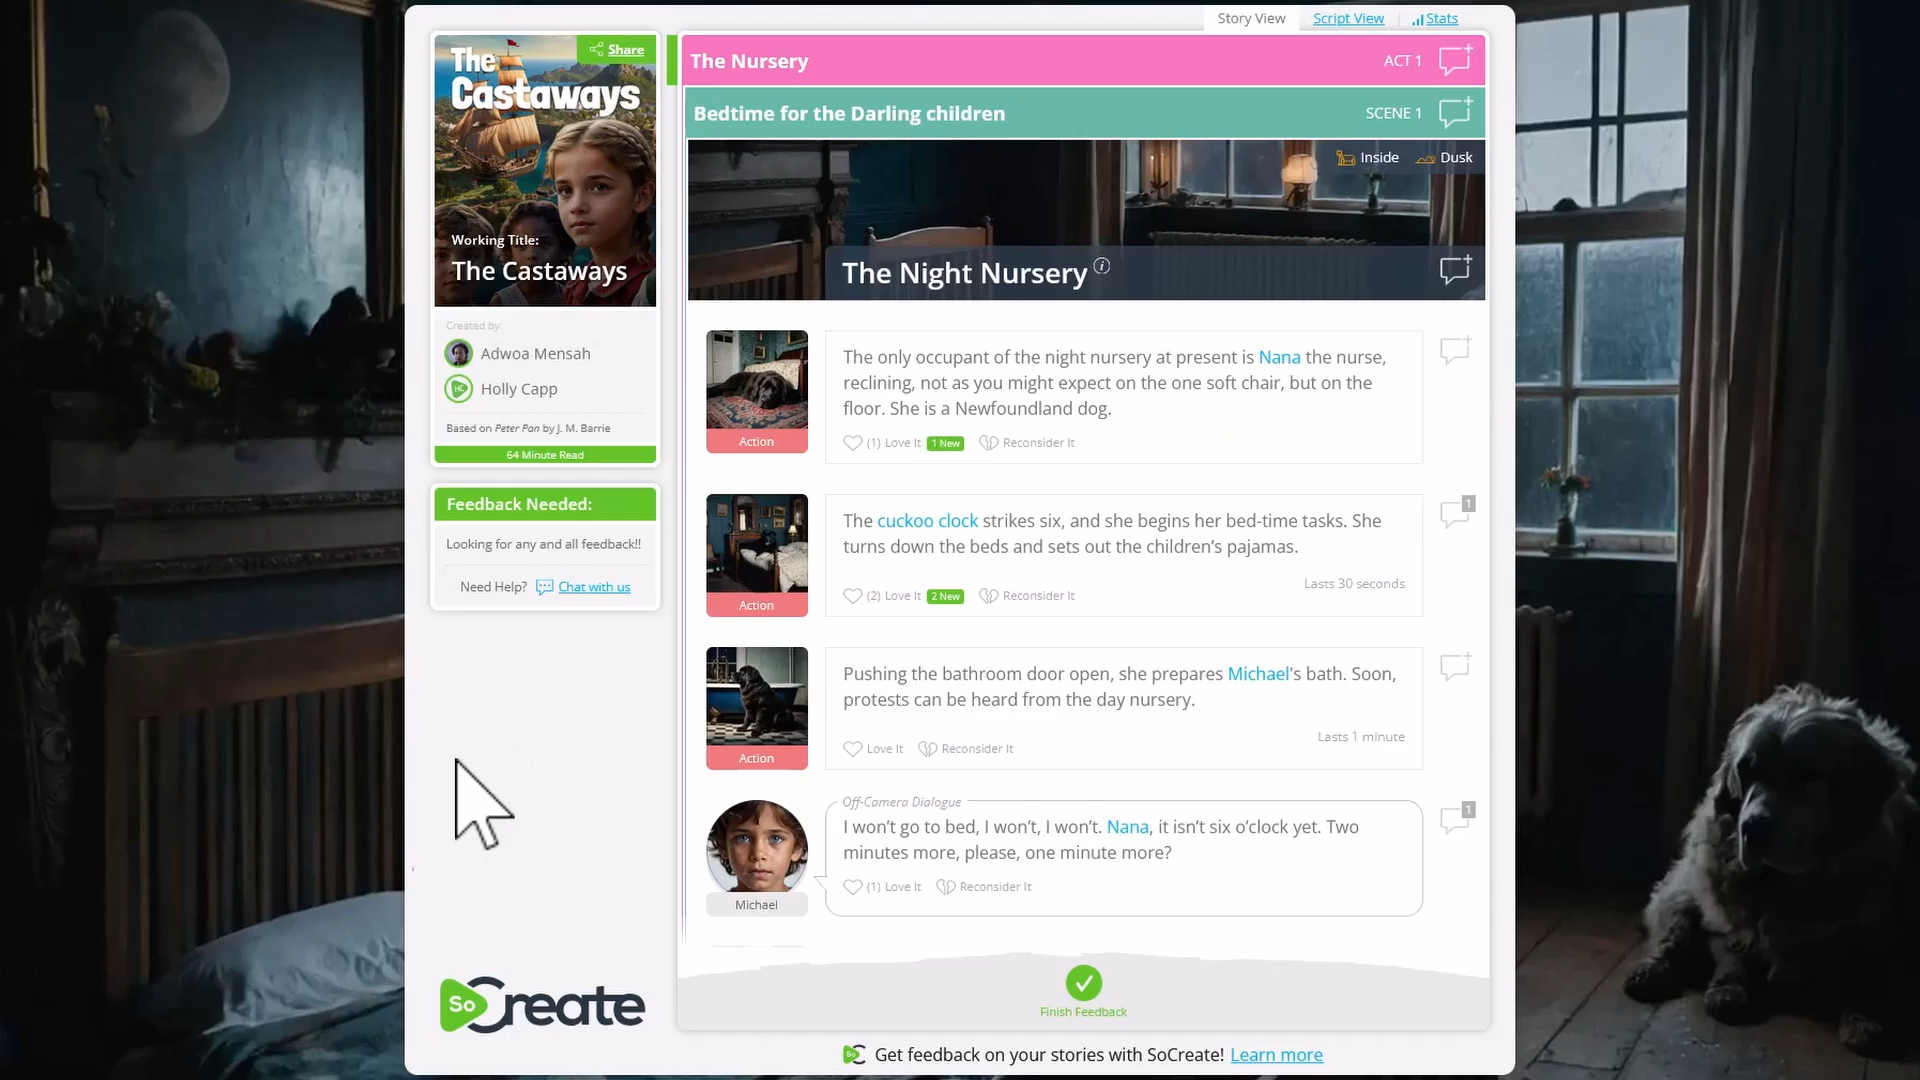 Story View
Script View
Stats
The
Castaways
Share
Working Title:
The Castaways
Created by:
Adwoa Mensah
HC
Holly Capp
Based on Peter Pan by J. M. Barrie
64 Minute Read
Feedback Needed:
Looking for any and all feedback!!
Need Help? Chat with us
SoCreate
The Nursery
ACT 1
Bedtime for the Darling children
SCENE 1
Inside
Dusk
The Night Nursery
The only occupant of the night nursery at present is Nana the nurse,
reclining, not as you might expect on the one soft chair, but on the
floor. She is a Newfoundland dog.
Action
(1) Love It 1 New Reconsider It
The cuckoo clock strikes six, and she begins her bed-time tasks. She
turns down the beds and sets out the children's pajamas.
1
Lasts 30 seconds
Action
(2) Love It 2 New Reconsider It
Pushing the bathroom door open, she prepares Michael's bath. Soon,
protests can be heard from the day nursery.
Lasts 1 minute
Action
Love It Reconsider It
Off-Camera Dialogue
I won't go to bed, I won't, I won't. Nana, it isn't six o'clock yet. Two
minutes more, please, one minute more?
1
Michael
(1) Love It Reconsider It
Finish Feedback
So
Get feedback on your stories with SoCreate! Learn more